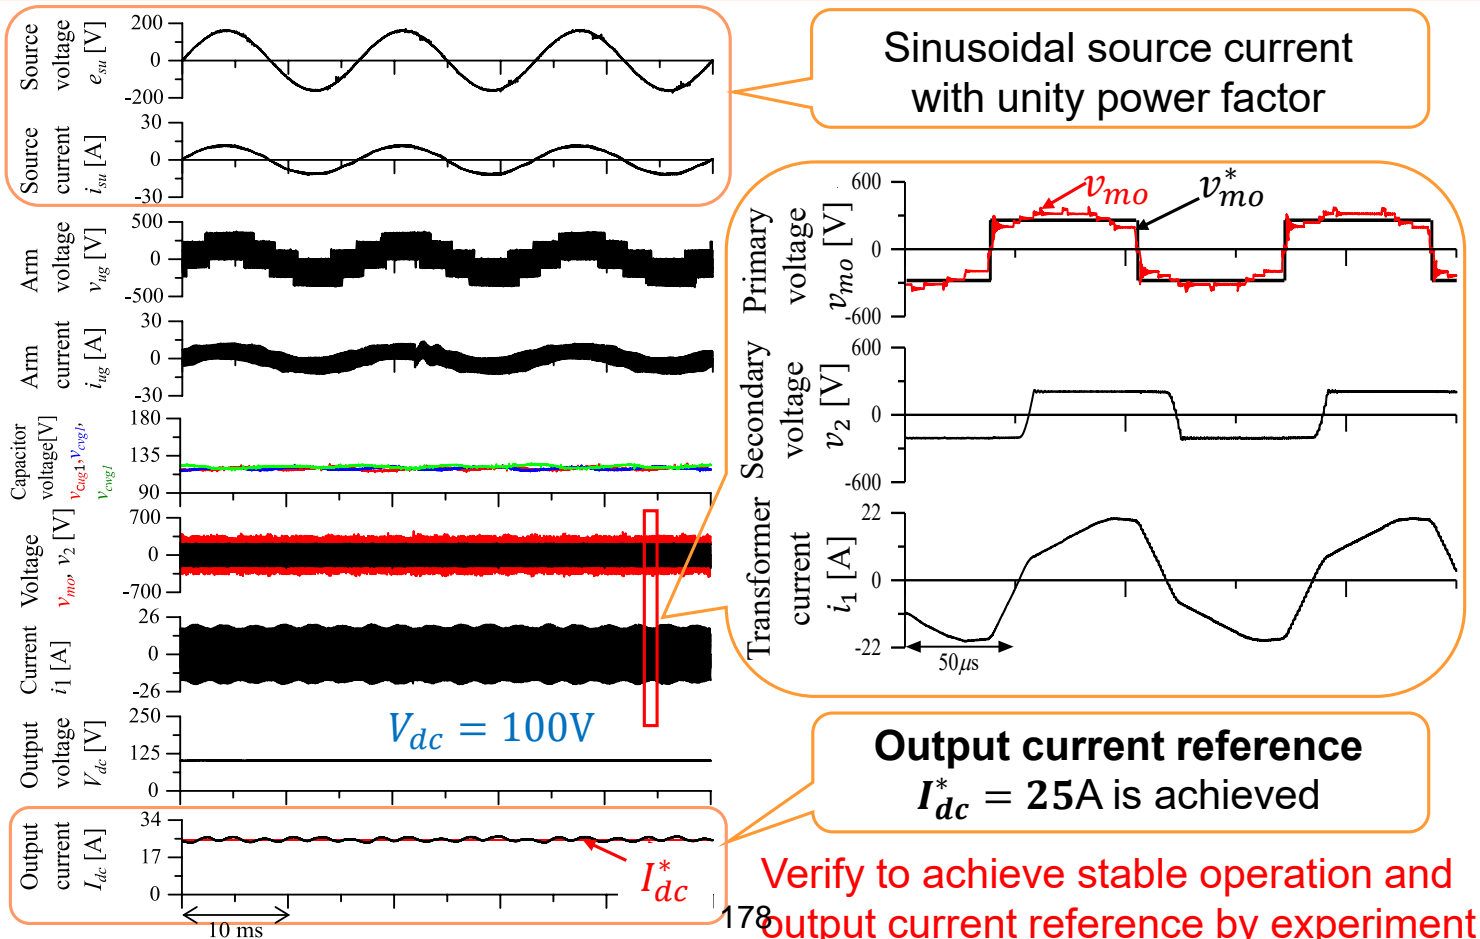 Source
voltage
e_su [V]
200
0
-200
Source
current
i_su [A]
30
0
-30
Arm
voltage
v_ug [V]
500
0
-500
Arm
current
i_ug [A]
30
0
-30
Capacitor
voltage[V]
v_cug1,v_cvg1,
v_cwg1
180
135
90
Voltage
v_mo, v_2 [V]
700
0
-700
Current
i_1 [A]
26
0
-26
Output
voltage
V_dc [V]
250
125
0
V_dc = 100V
Output
current
I_dc [A]
34
17
0
I*_dc
10 ms
Sinusoidal source current
with unity power factor
Primary
voltage
v_mo [V]
600
0
-600
v_mo
v*_mo
Secondary
voltage
v_2 [V]
600
0
-600
Transformer
current
i_1 [A]
22
0
-22
50μs
Output current reference
I*_dc = 25A is achieved
Verify to achieve stable operation and
output current reference by experiment
178